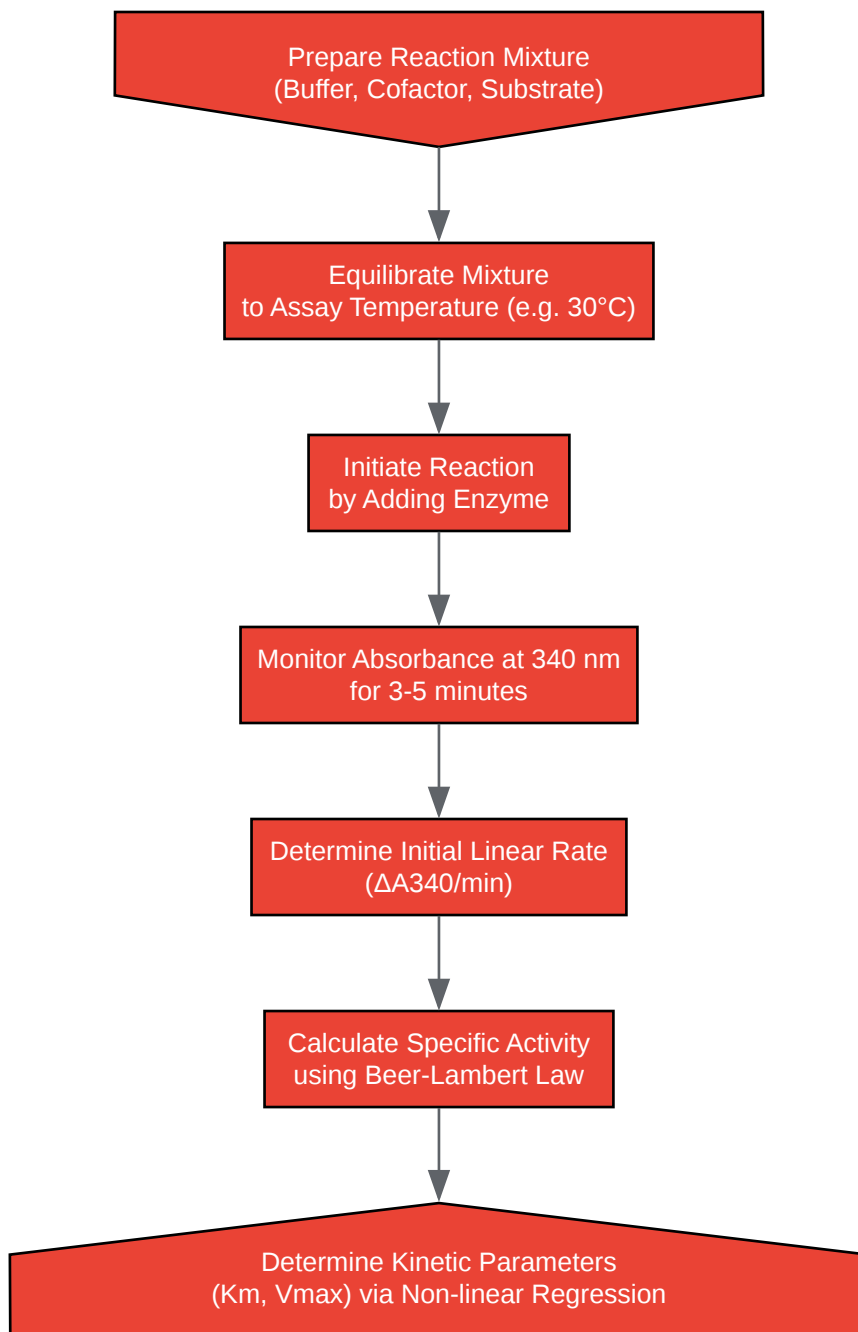 Prepare Reaction Mixture
(Buffer, Cofactor, Substrate)
Equilibrate Mixture
to Assay Temperature (e.g. 30°C)
Initiate Reaction
by Adding Enzyme
Monitor Absorbance at 340 nm
for 3-5 minutes
Determine Initial Linear Rate
(ΔA340/min)
Calculate Specific Activity
using Beer-Lambert Law
Determine Kinetic Parameters
(Km, Vmax) via Non-linear Regression